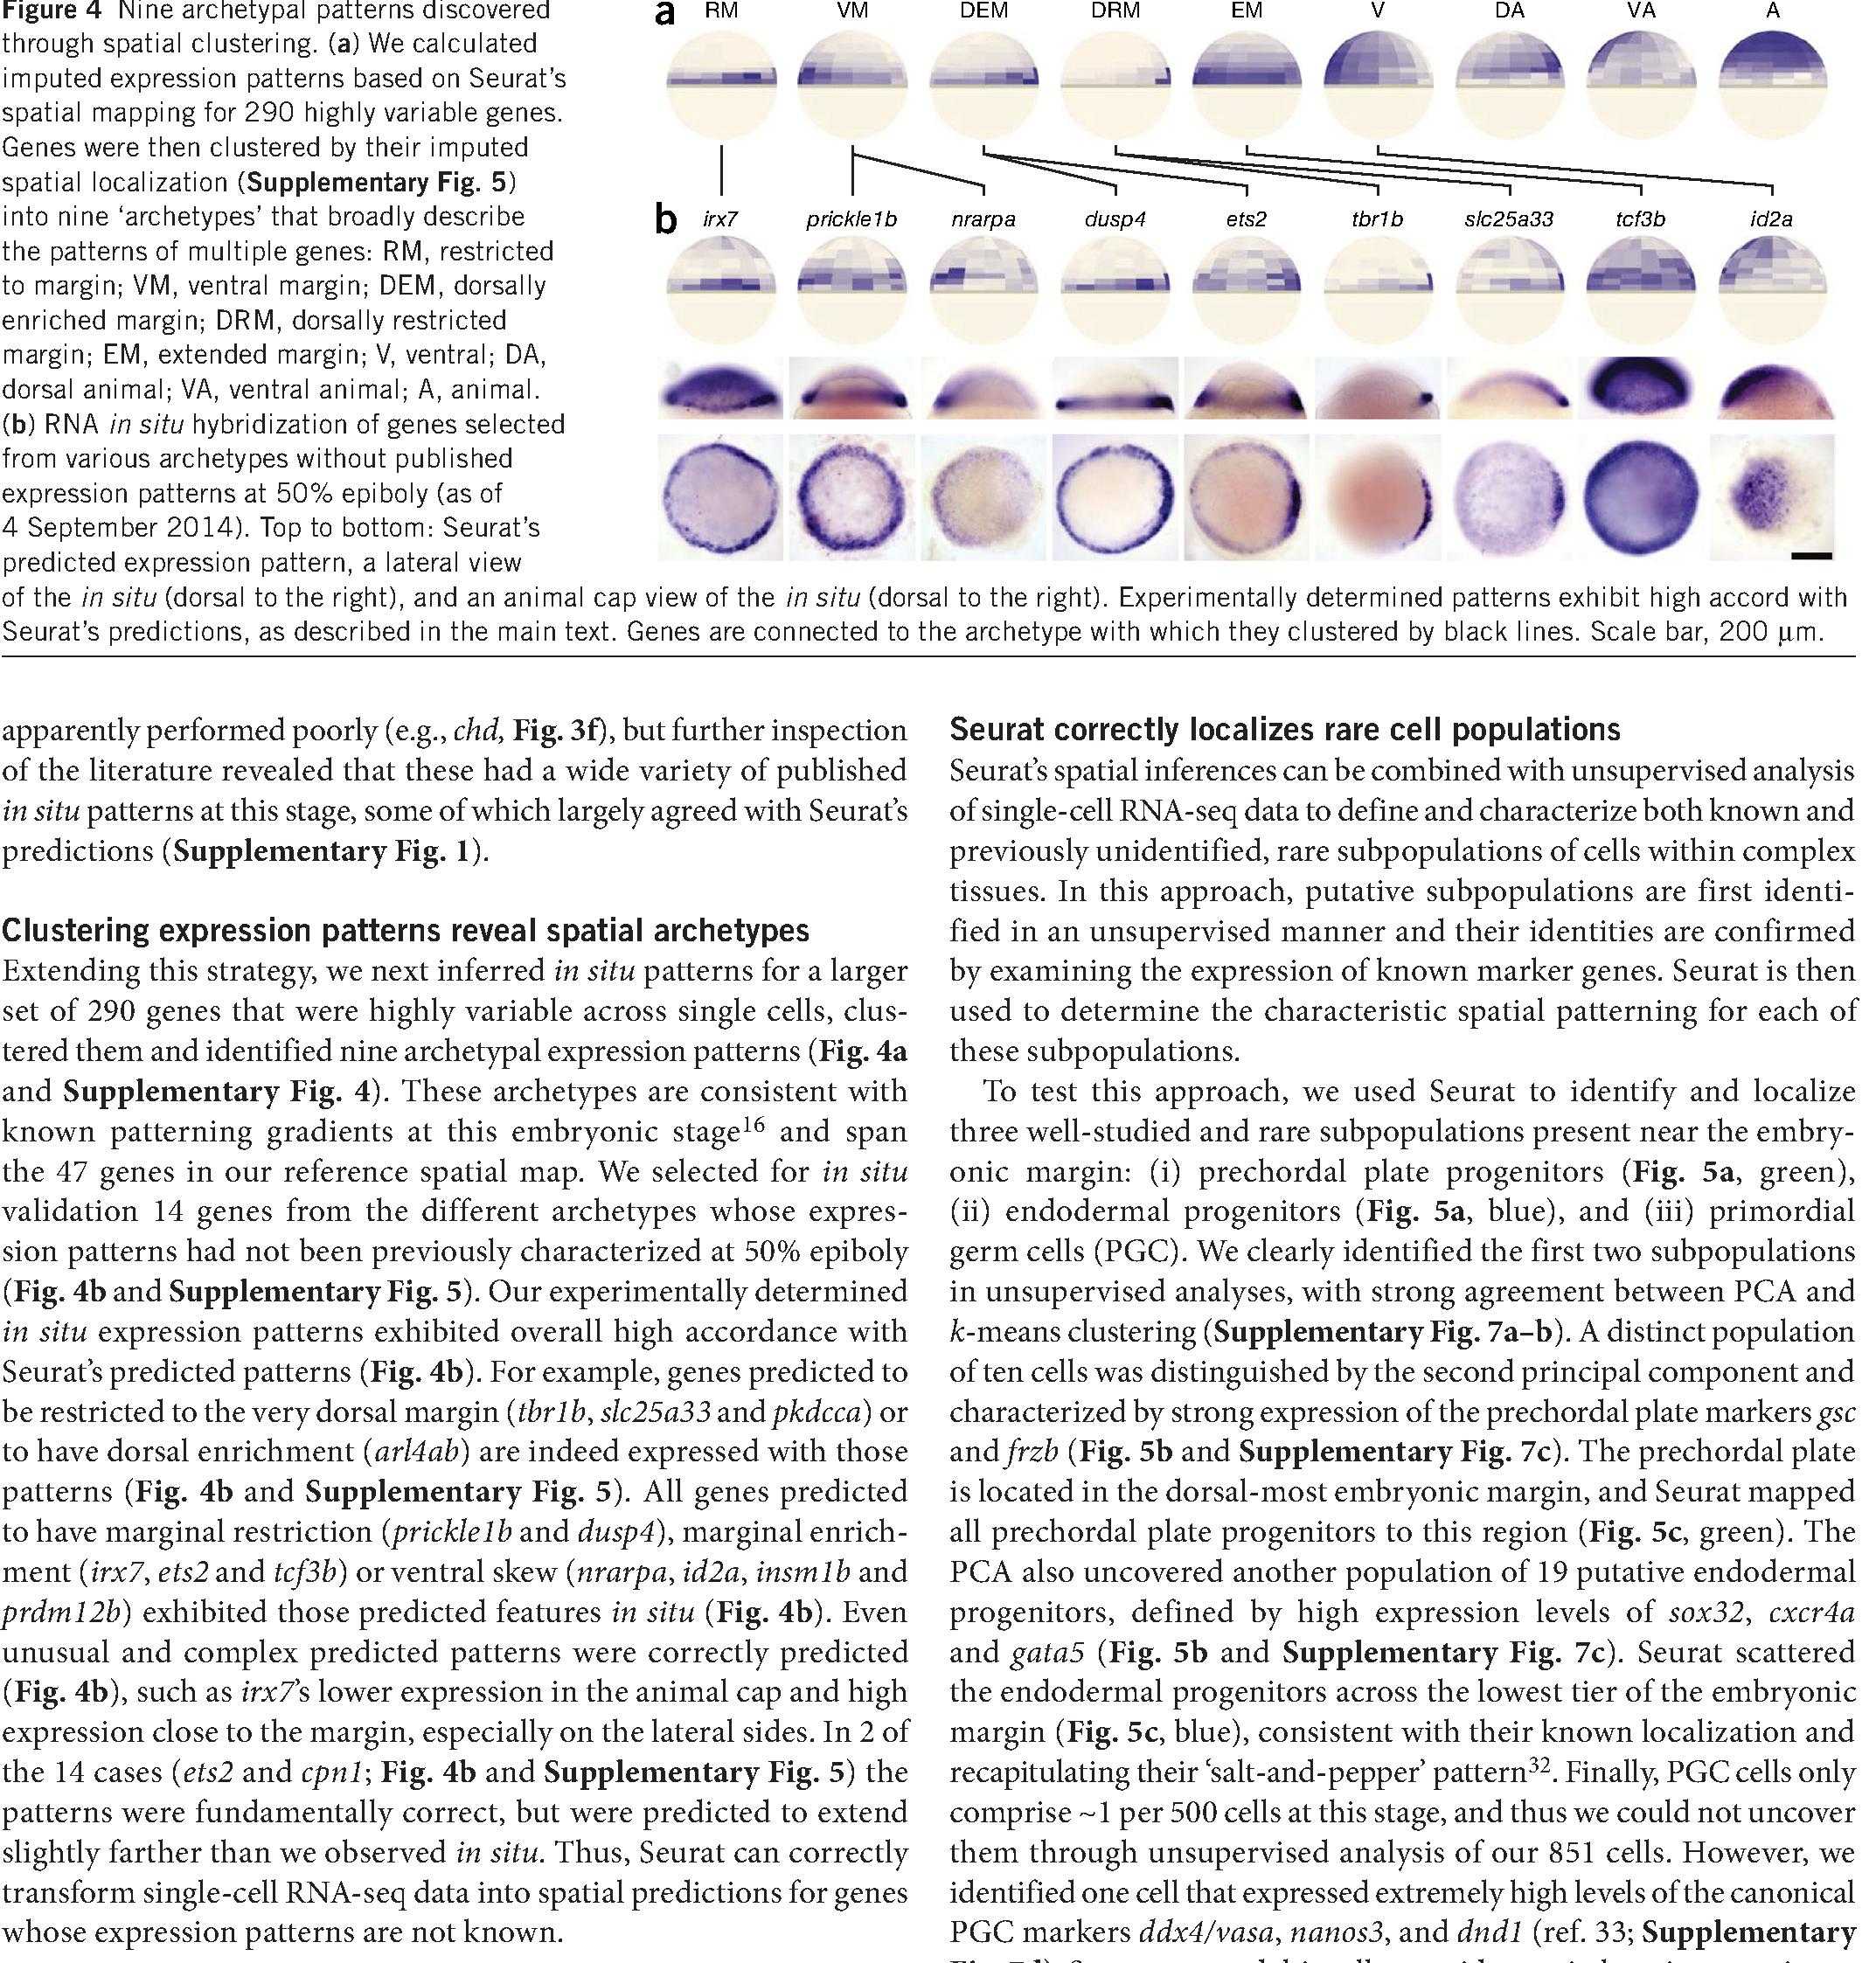 Figure 4 Nine archetypal patterns discovered
through spatial clustering. (a) We calculated
imputed expression patterns based on Seurat’s
spatial mapping for 290 highly variable genes.
Genes were then clustered by their imputed
spatial localization (Supplementary Fig. 5)
into nine ‘archetypes’ that broadly describe
the patterns of multiple genes: RM, restricted
to margin; VM, ventral margin; DEM, dorsally
enriched margin; DRM, dorsally restricted
margin; EM, extended margin; V, ventral; DA,
dorsal animal; VA, ventral animal; A, animal.
(b) RNA in situ hybridization of genes selected
from various archetypes without published
expression patterns at 50% epiboly (as of
4 September 2014). Top to bottom: Seurat’s
predicted expression pattern, a lateral view
of the in situ (dorsal to the right), and an animal cap view of the in situ (dorsal to the right). Experimentally determined patterns exhibit high accord with
Seurat’s predictions, as described in the main text. Genes are connected to the archetype with which they clustered by black lines. Scale bar, 200 μm.
a RM VM DEM DRM EM V DA VA A
b irx7 prickle1b nrarpa dusp4 ets2 tbr1b slc25a33 tcf3b id2a
apparently performed poorly (e.g., chd, Fig. 3f), but further inspection
of the literature revealed that these had a wide variety of published
in situ patterns at this stage, some of which largely agreed with Seurat’s
predictions (Supplementary Fig. 1).
Clustering expression patterns reveal spatial archetypes
Extending this strategy, we next inferred in situ patterns for a larger
set of 290 genes that were highly variable across single cells, clus-
tered them and identified nine archetypal expression patterns (Fig. 4a
and Supplementary Fig. 4). These archetypes are consistent with
known patterning gradients at this embryonic stage16 and span
the 47 genes in our reference spatial map. We selected for in situ
validation 14 genes from the different archetypes whose expres-
sion patterns had not been previously characterized at 50% epiboly
(Fig. 4b and Supplementary Fig. 5). Our experimentally determined
in situ expression patterns exhibited overall high accordance with
Seurat’s predicted patterns (Fig. 4b). For example, genes predicted to
be restricted to the very dorsal margin (tbr1b, slc25a33 and pkdcca) or
to have dorsal enrichment (arl4ab) are indeed expressed with those
patterns (Fig. 4b and Supplementary Fig. 5). All genes predicted
to have marginal restriction (prickle1b and dusp4), marginal enrich-
ment (irx7, ets2 and tcf3b) or ventral skew (nrarpa, id2a, insm1b and
prdm12b) exhibited those predicted features in situ (Fig. 4b). Even
unusual and complex predicted patterns were correctly predicted
(Fig. 4b), such as irx7’s lower expression in the animal cap and high
expression close to the margin, especially on the lateral sides. In 2 of
the 14 cases (ets2 and cpn1; Fig. 4b and Supplementary Fig. 5) the
patterns were fundamentally correct, but were predicted to extend
slightly farther than we observed in situ. Thus, Seurat can correctly
transform single-cell RNA-seq data into spatial predictions for genes
whose expression patterns are not known.
Seurat correctly localizes rare cell populations
Seurat’s spatial inferences can be combined with unsupervised analysis
of single-cell RNA-seq data to define and characterize both known and
previously unidentified, rare subpopulations of cells within complex
tissues. In this approach, putative subpopulations are first identi-
fied in an unsupervised manner and their identities are confirmed
by examining the expression of known marker genes. Seurat is then
used to determine the characteristic spatial patterning for each of
these subpopulations.
To test this approach, we used Seurat to identify and localize
three well-studied and rare subpopulations present near the embry-
onic margin: (i) prechordal plate progenitors (Fig. 5a, green),
(ii) endodermal progenitors (Fig. 5a, blue), and (iii) primordial
germ cells (PGC). We clearly identified the first two subpopulations
in unsupervised analyses, with strong agreement between PCA and
k-means clustering (Supplementary Fig. 7a–b). A distinct population
of ten cells was distinguished by the second principal component and
characterized by strong expression of the prechordal plate markers gsc
and frzb (Fig. 5b and Supplementary Fig. 7c). The prechordal plate
is located in the dorsal-most embryonic margin, and Seurat mapped
all prechordal plate progenitors to this region (Fig. 5c, green). The
PCA also uncovered another population of 19 putative endodermal
progenitors, defined by high expression levels of sox32, cxcr4a
and gata5 (Fig. 5b and Supplementary Fig. 7c). Seurat scattered
the endodermal progenitors across the lowest tier of the embryonic
margin (Fig. 5c, blue), consistent with their known localization and
recapitulating their ‘salt-and-pepper’ pattern32. Finally, PGC cells only
comprise ~1 per 500 cells at this stage, and thus we could not uncover
them through unsupervised analysis of our 851 cells. However, we
identified one cell that expressed extremely high levels of the canonical
PGC markers ddx4/vasa, nanos3, and dnd1 (ref. 33; Supplementary